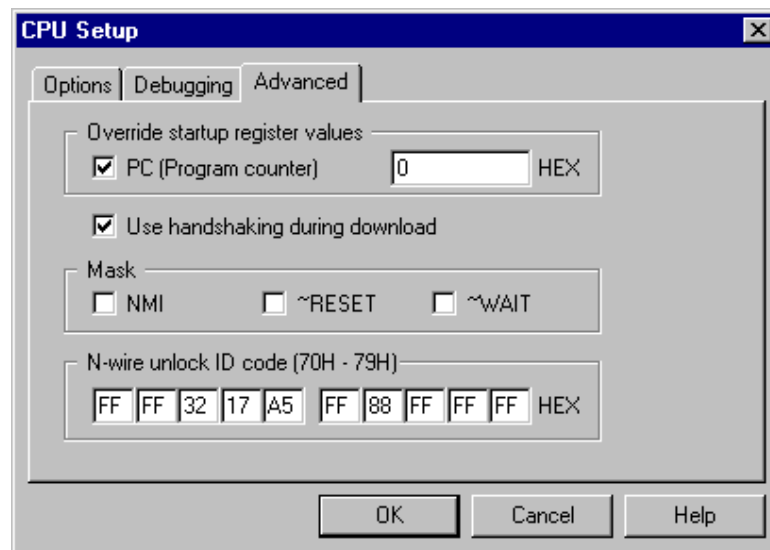 CPU Setup
Options Debugging Advanced
Override startup register values
PC (Program counter) 0 HEX
Use handshaking during download
Mask
NMI ~RESET ~WAIT
N-wire unlock ID code (70H - 79H)
FF FF 32 17 A5 FF 88 FF FF FF HEX
OK Cancel Help